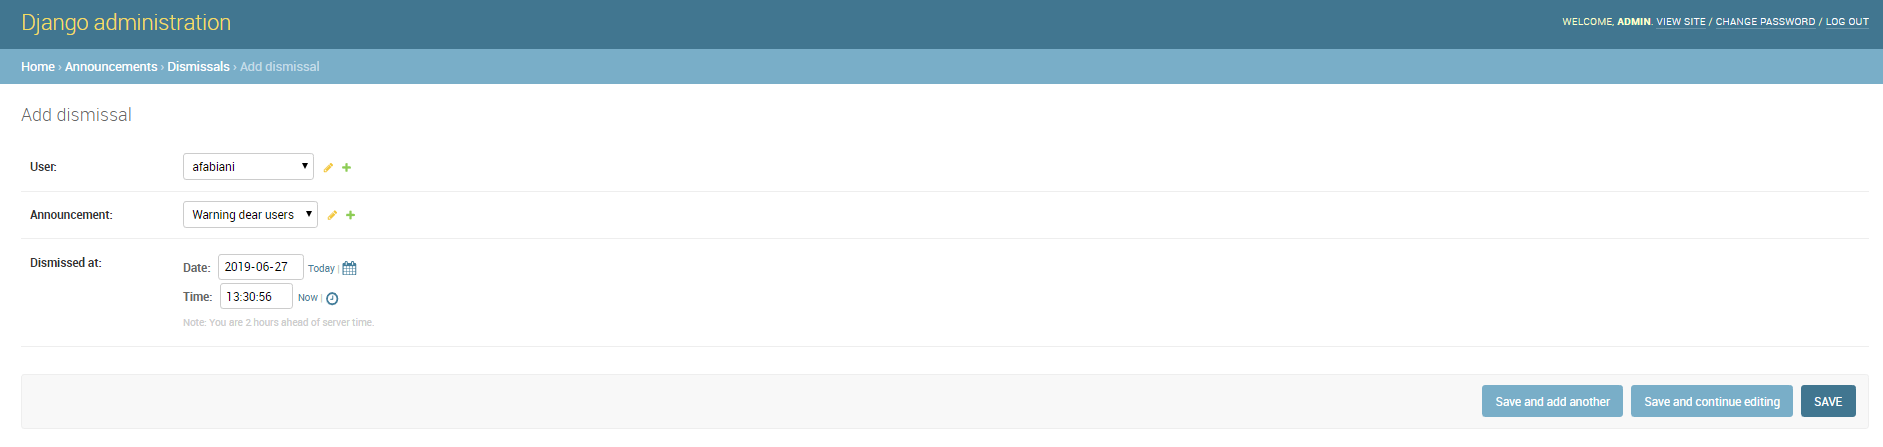 Django administration
WELCOME, ADMIN. VIEW SITE / CHANGE PASSWORD / LOG OUT
Home › Announcements › Dismissals › Add dismissal
Add dismissal
User: afabiani
Announcement: Warning dear users
Dismissed at: Date: 2019-06-27 Today |
Time: 13:30:56 Now |
Note: You are 2 hours ahead of server time.
Save and add another Save and continue editing SAVE